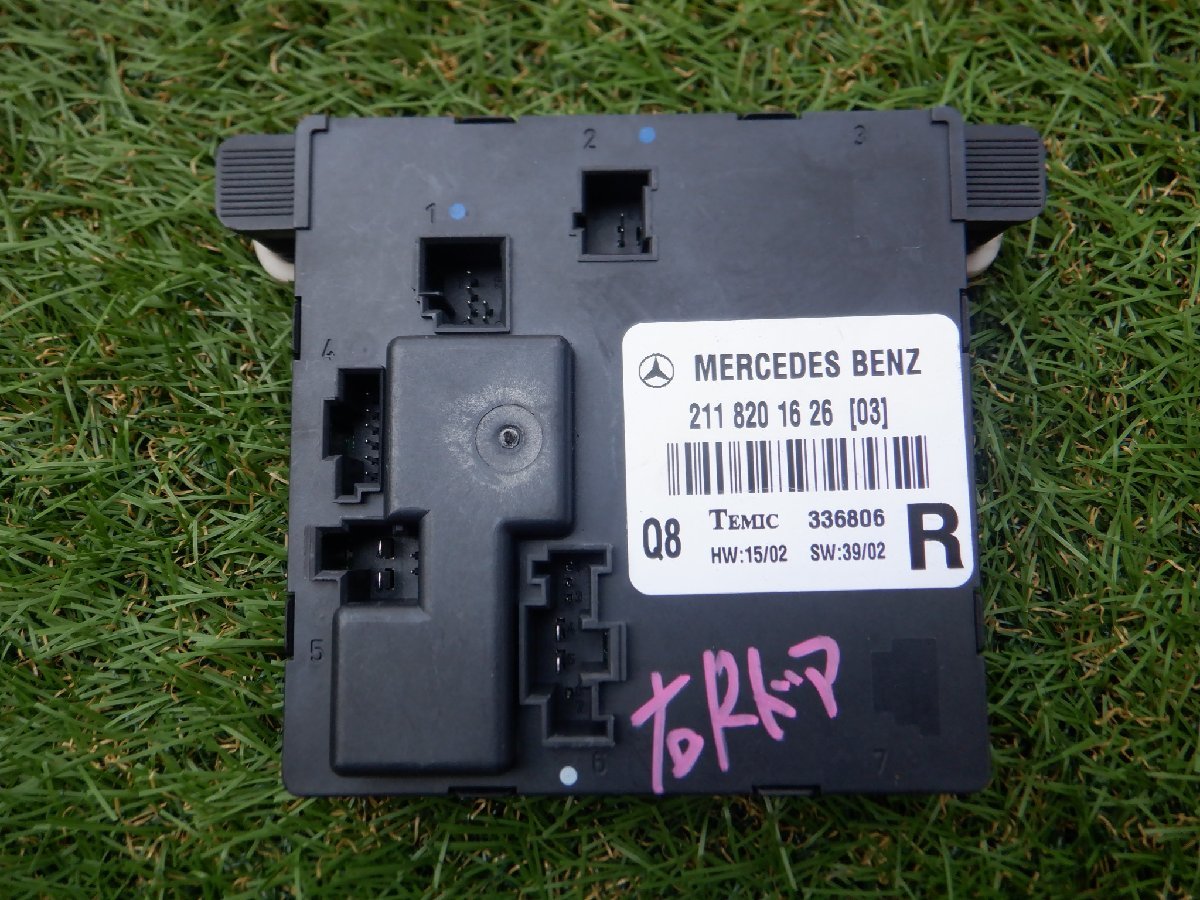 2
3
1
4
MERCEDES BENZ
211 820 16 26 [03]
Q8 TEMIC 336806 R
HW:15/02 SW:39/02
5
右Rドア
6
7